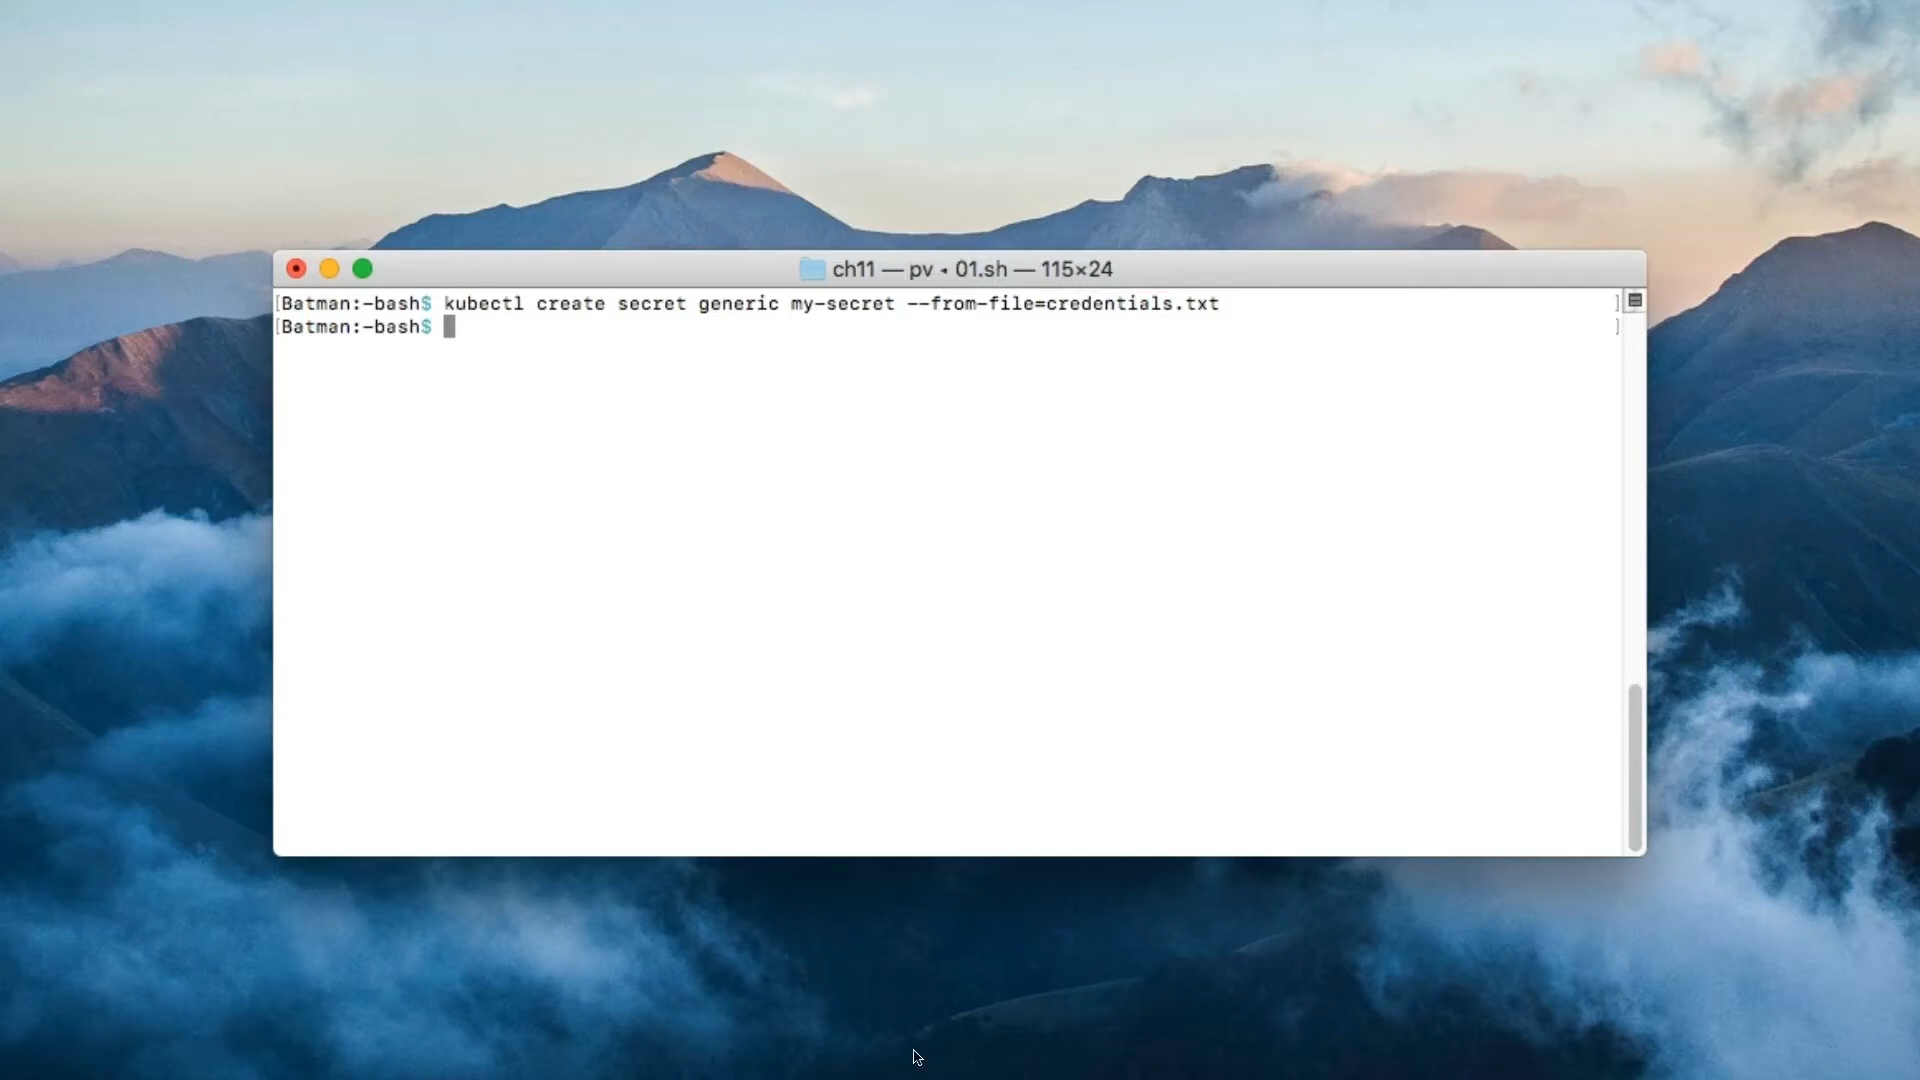 ch11 — pv ◂ 01.sh — 115×24
[Batman:~bash$ kubectl create secret generic my-secret --from-file=credentials.txt ]
[Batman:~bash$ ]